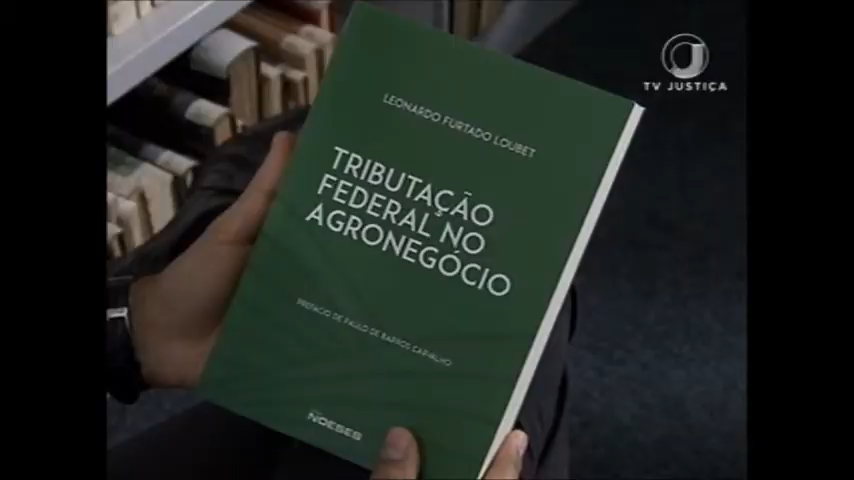 TV JUSTIÇA
LEONARDO FURTADO LOUBET
TRIBUTAÇÃO
FEDERAL NO
AGRONEGÓCIO
PREFÁCIO DE PAULO DE BARROS CARVALHO
NOESES